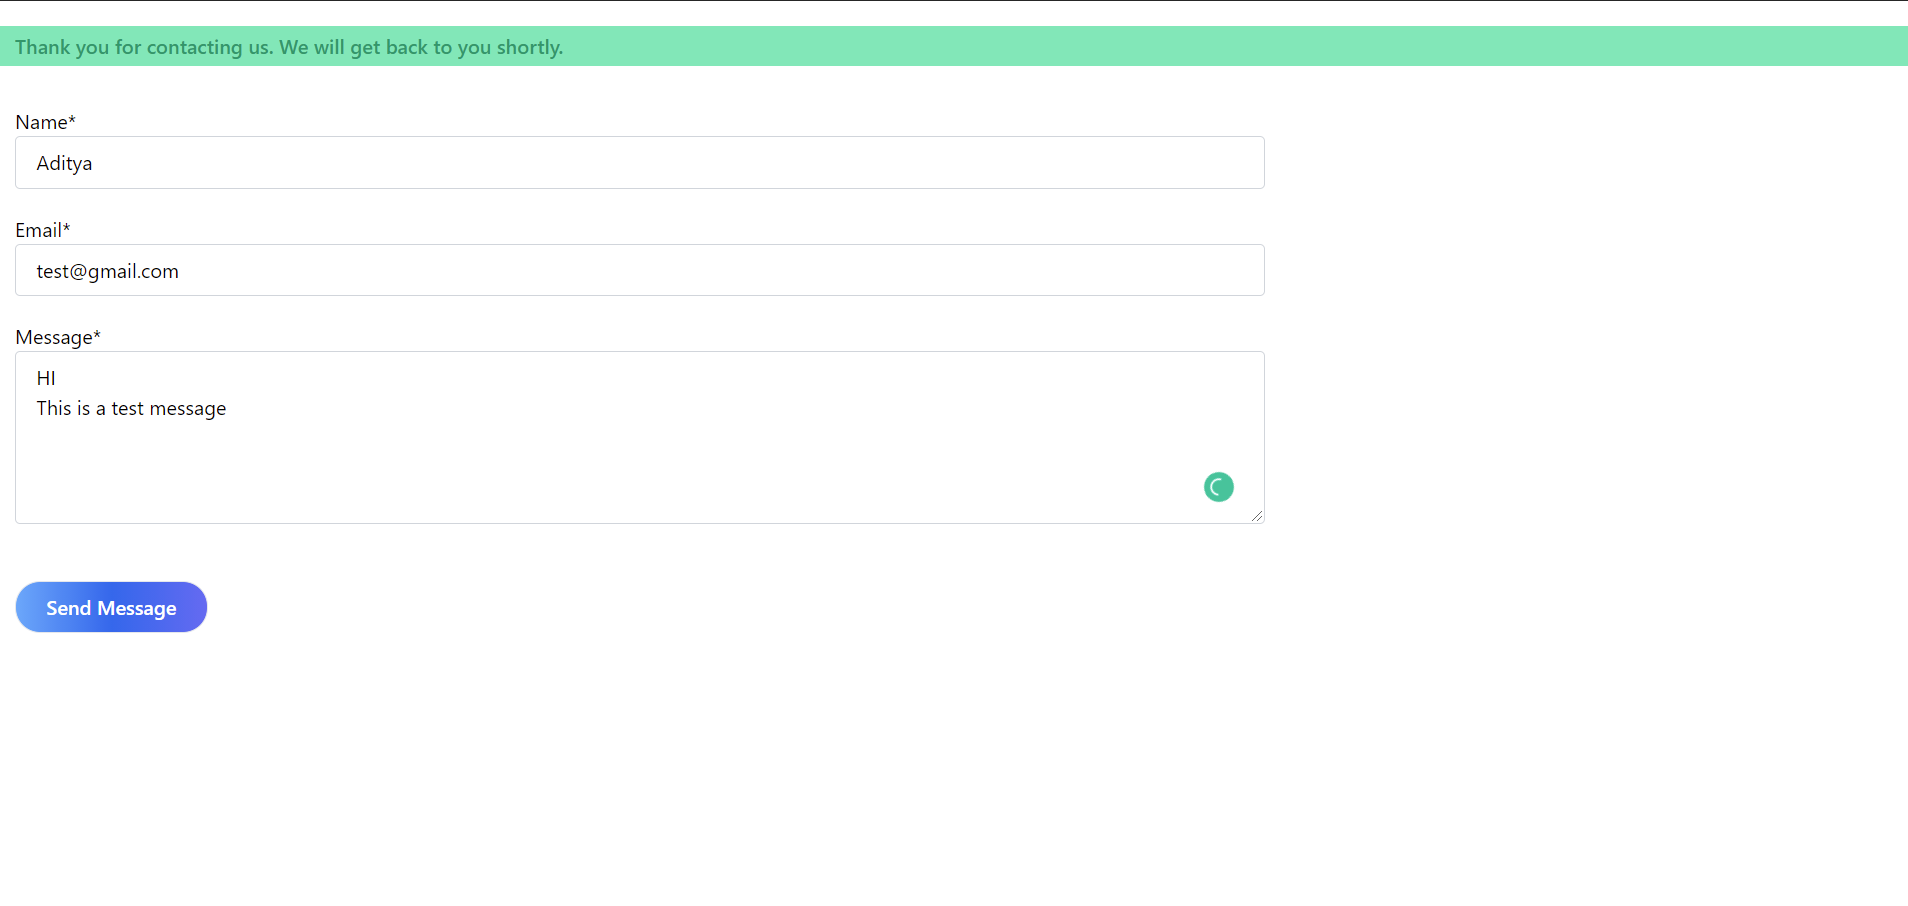 Thank you for contacting us. We will get back to you shortly.
Name*
Aditya
Email*
test@gmail.com
Message*
HI
This is a test message
Send Message